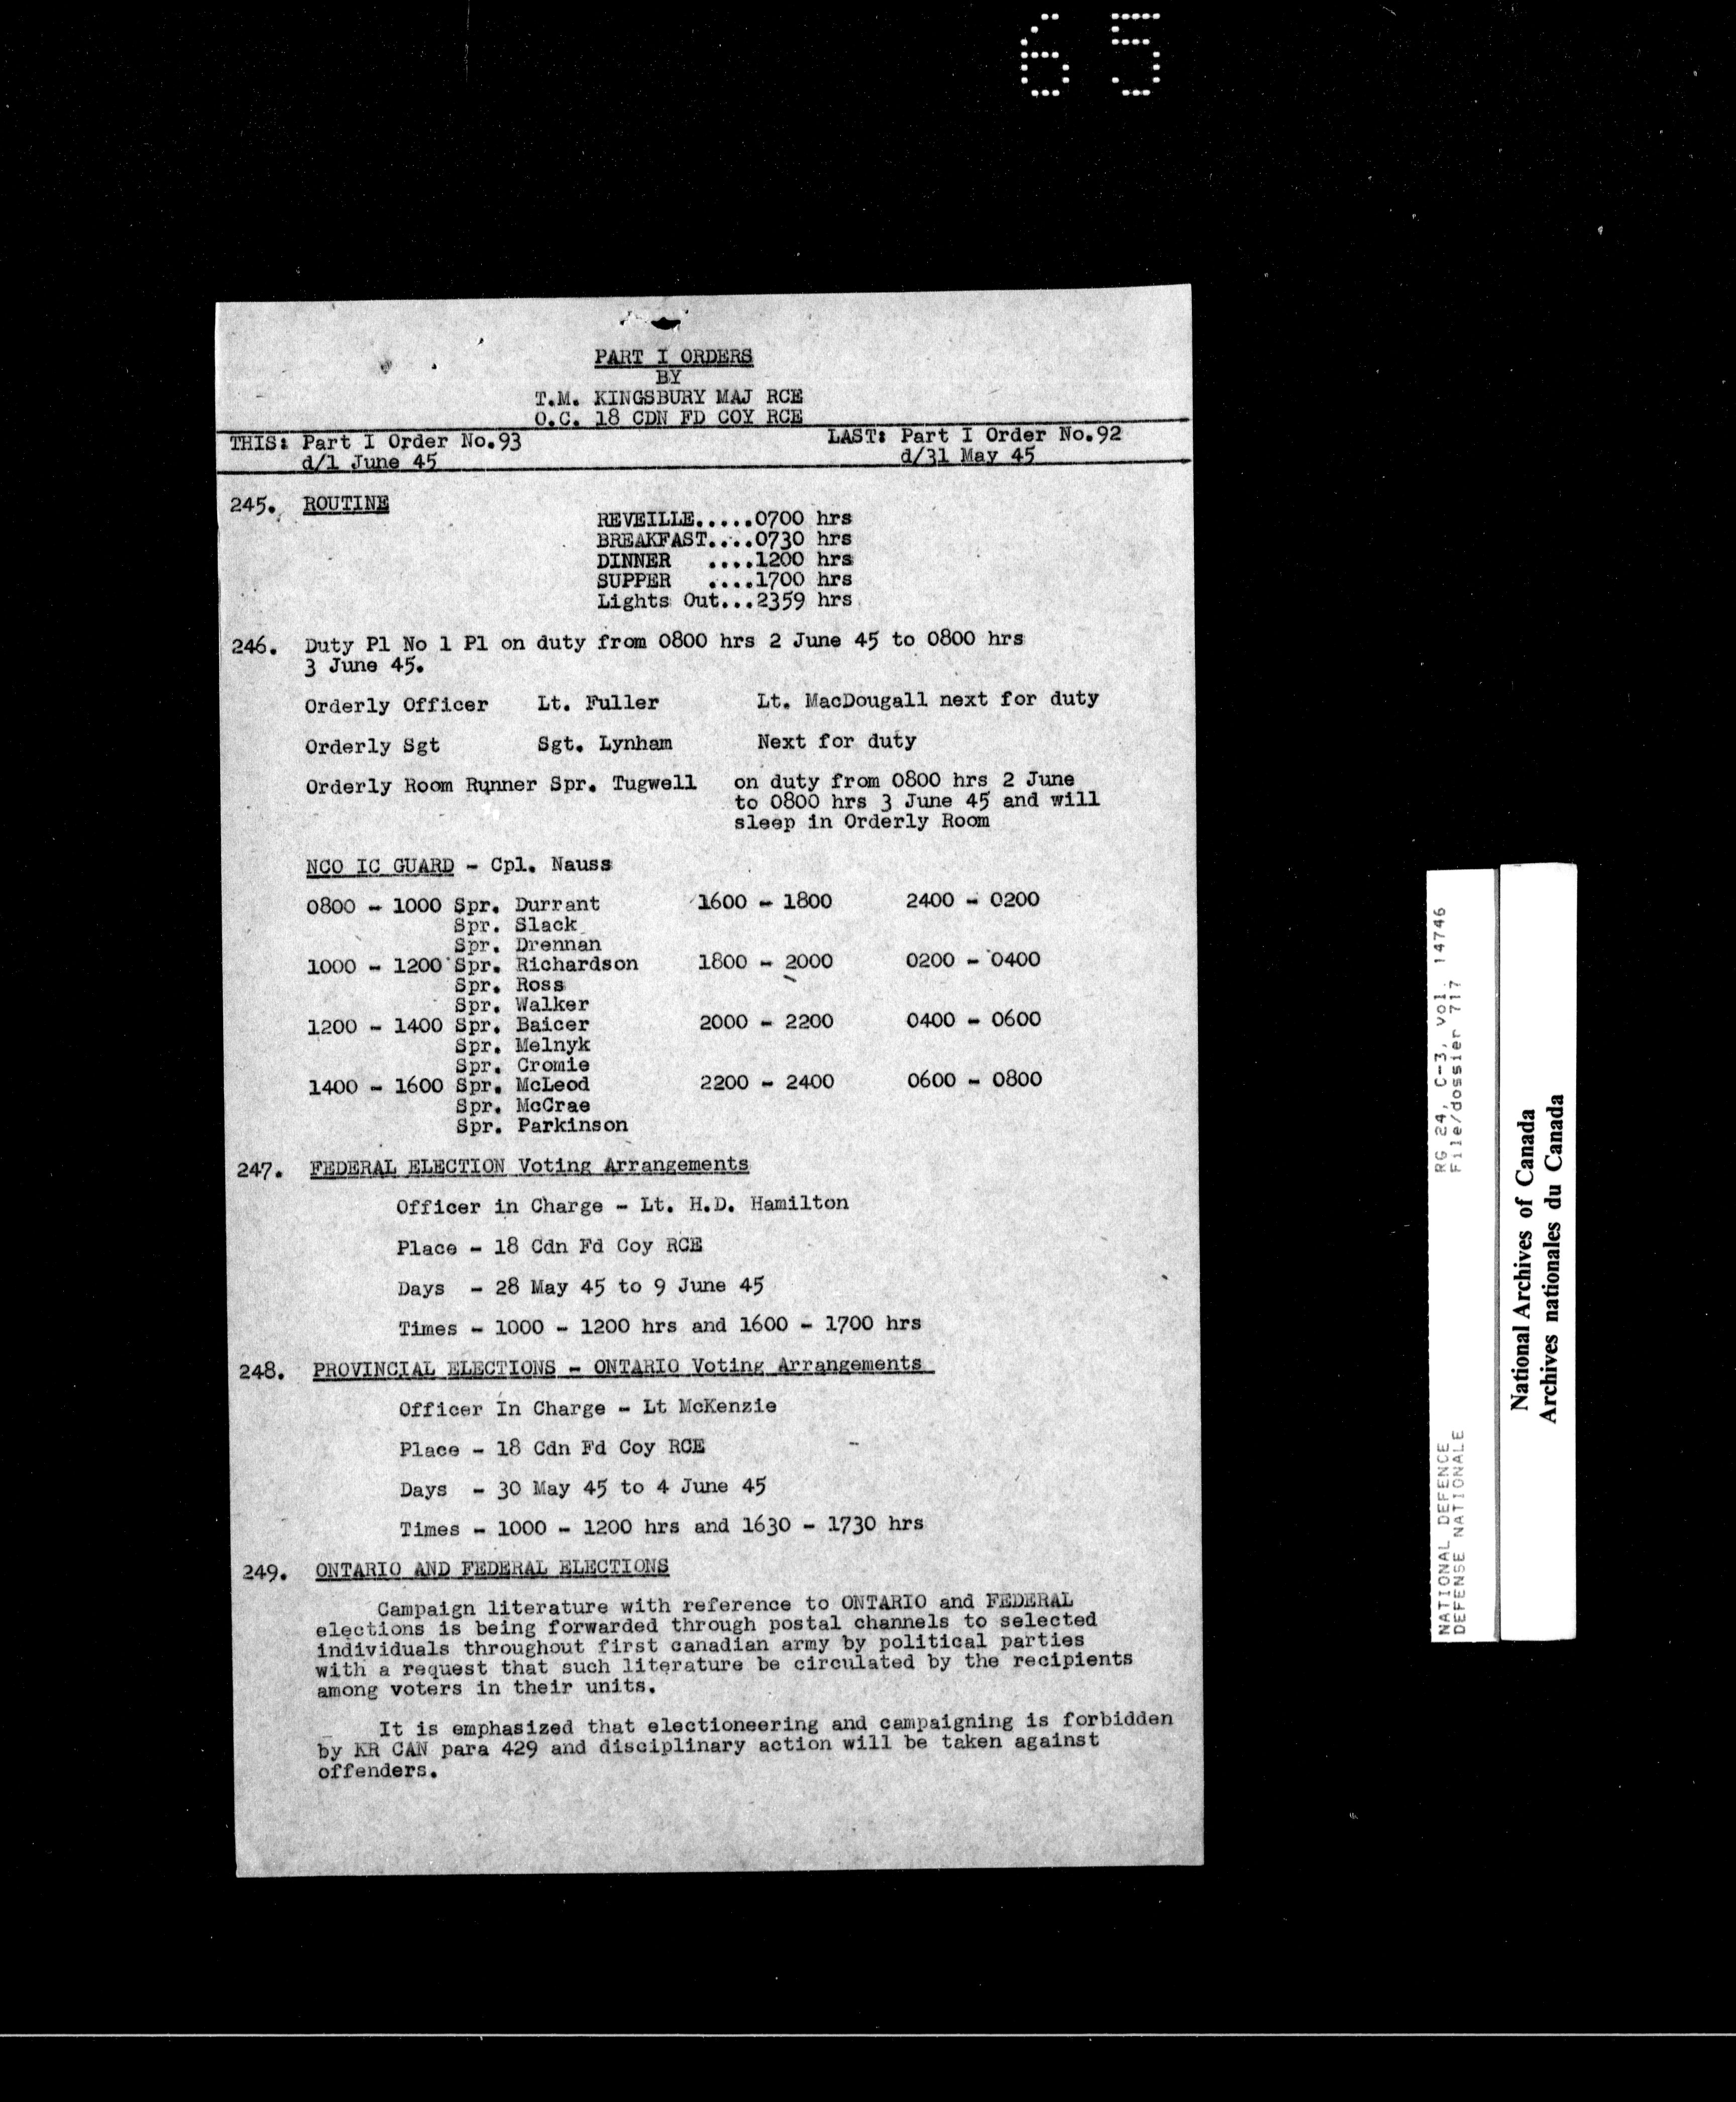 65
PART I ORDERS
BY
T.M. KINGSBURY MAJ RCE
O.C. 18 CDN FD COY RCE
THIS: Part I Order No.93 LAST: Part I Order No.92
d/1 June 45 d/31 May 45
245. ROUTINE
REVEILLE.....0700 hrs
BREAKFAST....0730 hrs
DINNER ....1200 hrs
SUPPER ....1700 hrs
Lights Out...2359 hrs
246. Duty Pl No 1 Pl on duty from 0800 hrs 2 June 45 to 0800 hrs
3 June 45.
Orderly Officer Lt. Fuller Lt. MacDougall next for duty
Orderly Sgt Sgt. Lynham Next for duty
Orderly Room Runner Spr. Tugwell on duty from 0800 hrs 2 June
to 0800 hrs 3 June 45 and will
sleep in Orderly Room
NCO IC GUARD - Cpl. Nauss
0800 - 1000 Spr. Durrant 1600 - 1800 2400 - 0200
Spr. Slack
Spr. Drennan
1000 - 1200 Spr. Richardson 1800 - 2000 0200 - 0400
Spr. Ross
Spr. Walker
1200 - 1400 Spr. Baicer 2000 - 2200 0400 - 0600
Spr. Melnyk
Spr. Cromie
1400 - 1600 Spr. McLeod 2200 - 2400 0600 - 0800
Spr. McCrae
Spr. Parkinson
247. FEDERAL ELECTION Voting Arrangements
Officer in Charge - Lt. H.D. Hamilton
Place - 18 Cdn Fd Coy RCE
Days - 28 May 45 to 9 June 45
Times - 1000 - 1200 hrs and 1600 - 1700 hrs
248. PROVINCIAL ELECTIONS - ONTARIO Voting Arrangements
Officer In Charge - Lt McKenzie
Place - 18 Cdn Fd Coy RCE
Days - 30 May 45 to 4 June 45
Times - 1000 - 1200 hrs and 1630 - 1730 hrs
249. ONTARIO AND FEDERAL ELECTIONS
Campaign literature with reference to ONTARIO and FEDERAL
elections is being forwarded through postal channels to selected
individuals throughout first canadian army by political parties
with a request that such literature be circulated by the recipients
among voters in their units.
It is emphasized that electioneering and campaigning is forbidden
by KR CAN para 429 and disciplinary action will be taken against
offenders.
NATIONAL DEFENCE RG 24, C-3, vol. 14746
DEFENSE NATIONALE File/dossier 717
National Archives of Canada
Archives nationales du Canada